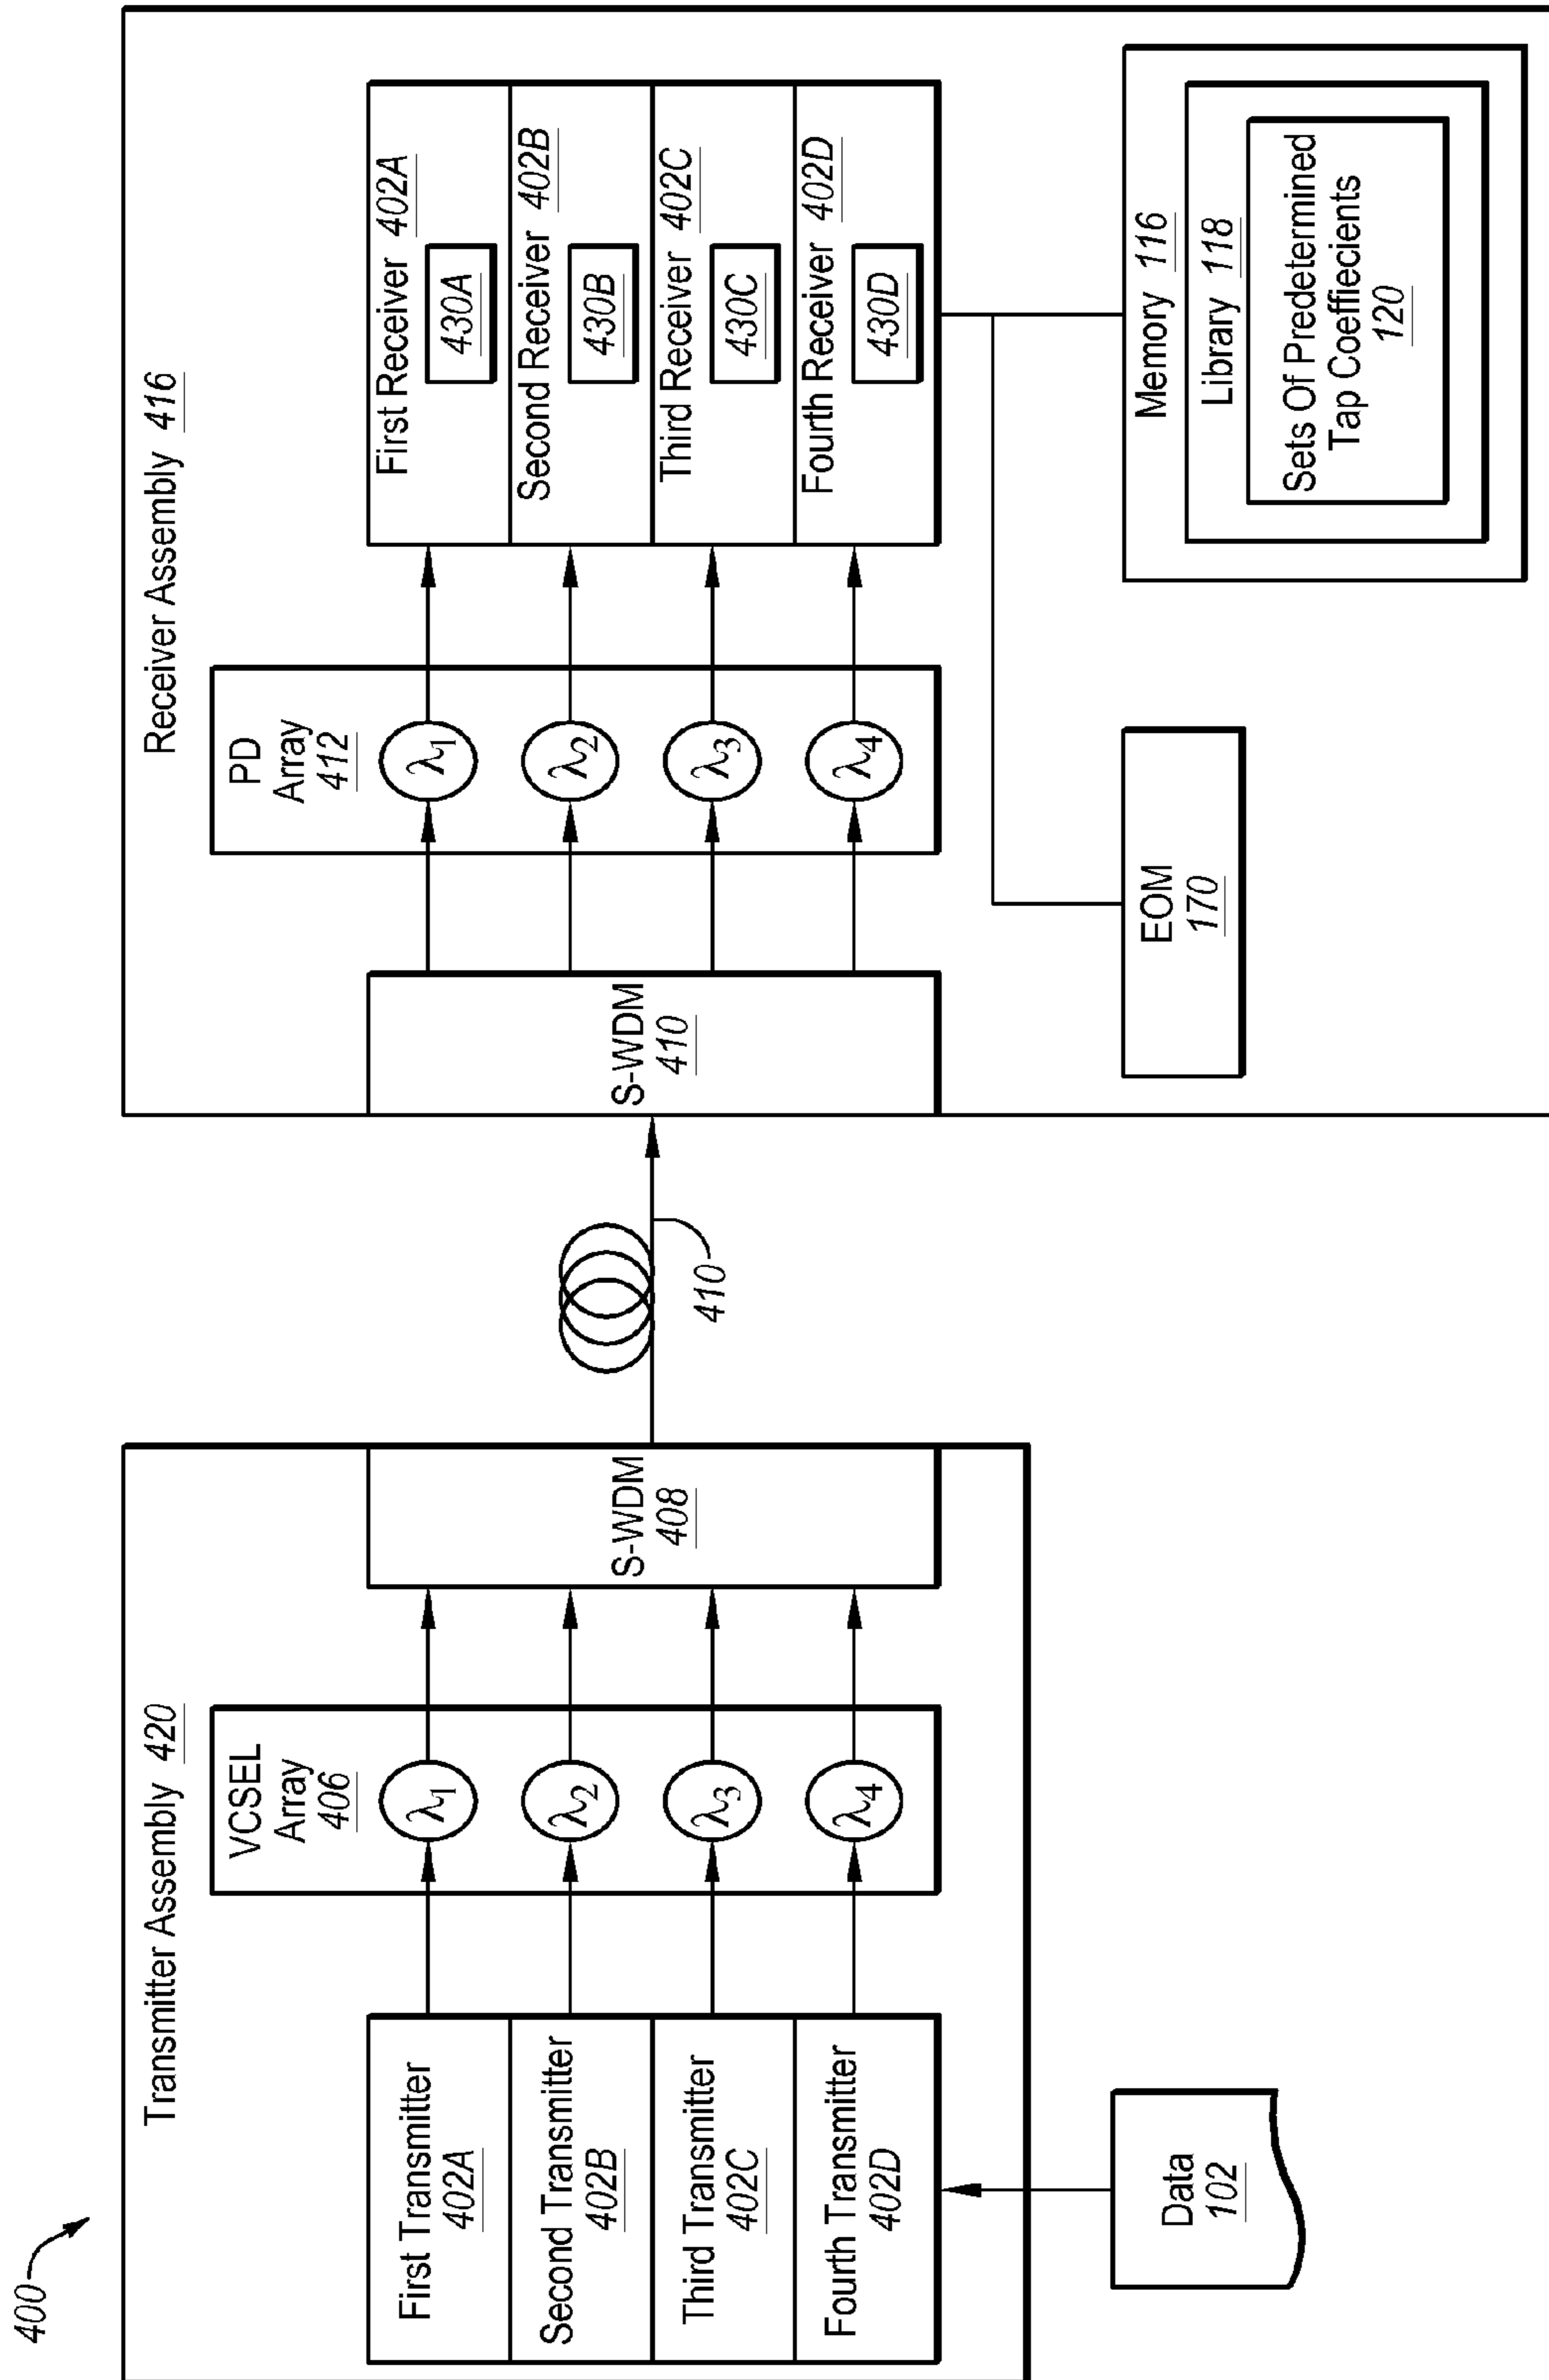 400
Transmitter Assembly 420
First Transmitter
402A
Second Transmitter
402B
Third Transmitter
402C
Fourth Transmitter
402D
VCSEL
Array
406
λ1
λ2
λ3
λ4
S-WDM
408
Data
102
410
Receiver Assembly 416
S-WDM
410
PD
Array
412
λ1
λ2
λ3
λ4
First Receiver 402A
430A
Second Receiver 402B
430B
Third Receiver 402C
430C
Fourth Receiver 402D
430D
EOM
170
Memory 116
Library 118
Sets Of Predetermined
Tap Coeffiecients
120